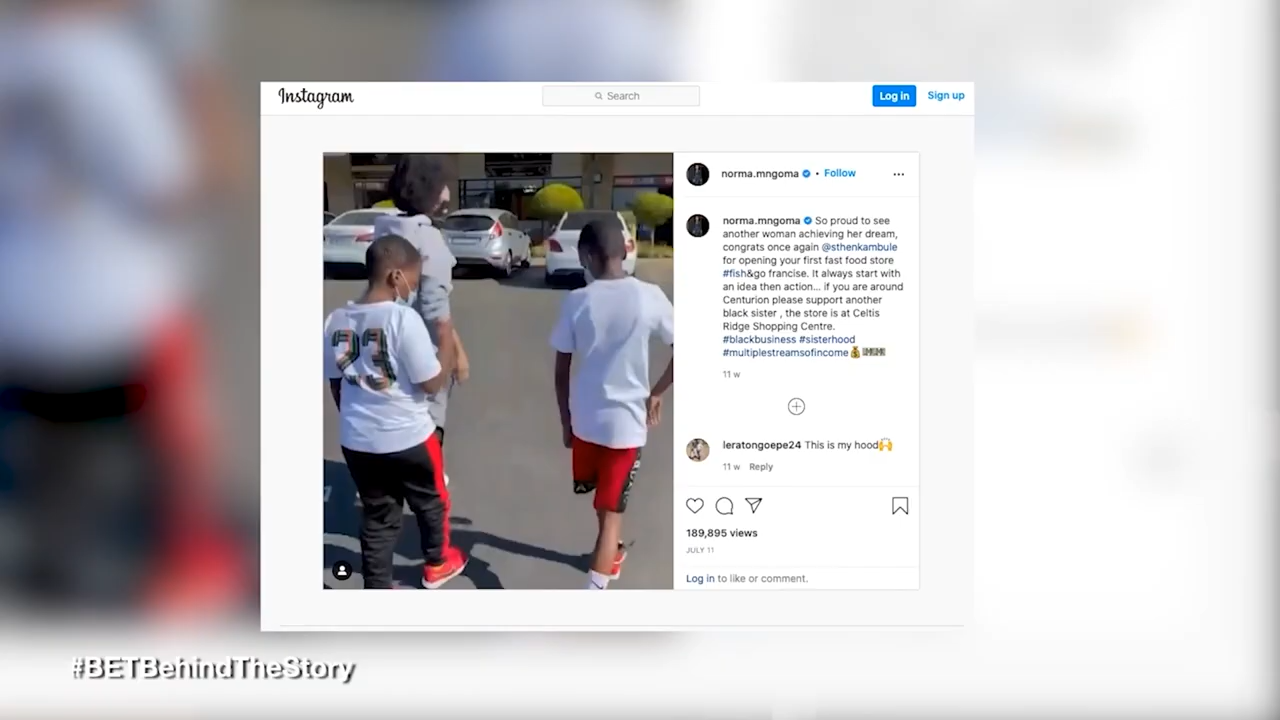 Instagram
Search
Log in
Sign up
norma.mngoma • Follow
norma.mngoma So proud to see
another woman achieving her dream,
congrats once again @sthenkambule
for opening your first fast food store
#fish&go francise. It always start with
an idea then action... if you are around
Centurion please support another
black sister , the store is at Celtis
Ridge Shopping Centre.
#blackbusiness #sisterhood
#multiplestreamsofincome💰
11 w
leratongoepe24 This is my hood🙌
11 w Reply
189,895 views
JULY 11
Log in to like or comment.
23
#BETBehindTheStory